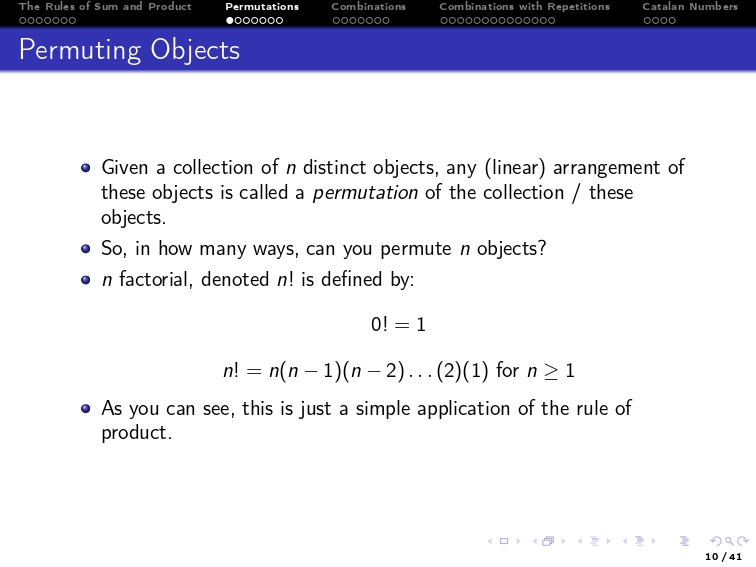 The Rules of Sum and Product Permutations Combinations Combinations with Repetitions Catalan Numbers
Permuting Objects
Given a collection of n distinct objects, any (linear) arrangement of
these objects is called a permutation of the collection / these
objects.
So, in how many ways, can you permute n objects?
n factorial, denoted n! is defined by:
0! = 1
n! = n(n − 1)(n − 2) . . . (2)(1) for n ≥ 1
As you can see, this is just a simple application of the rule of
product.
10 / 41